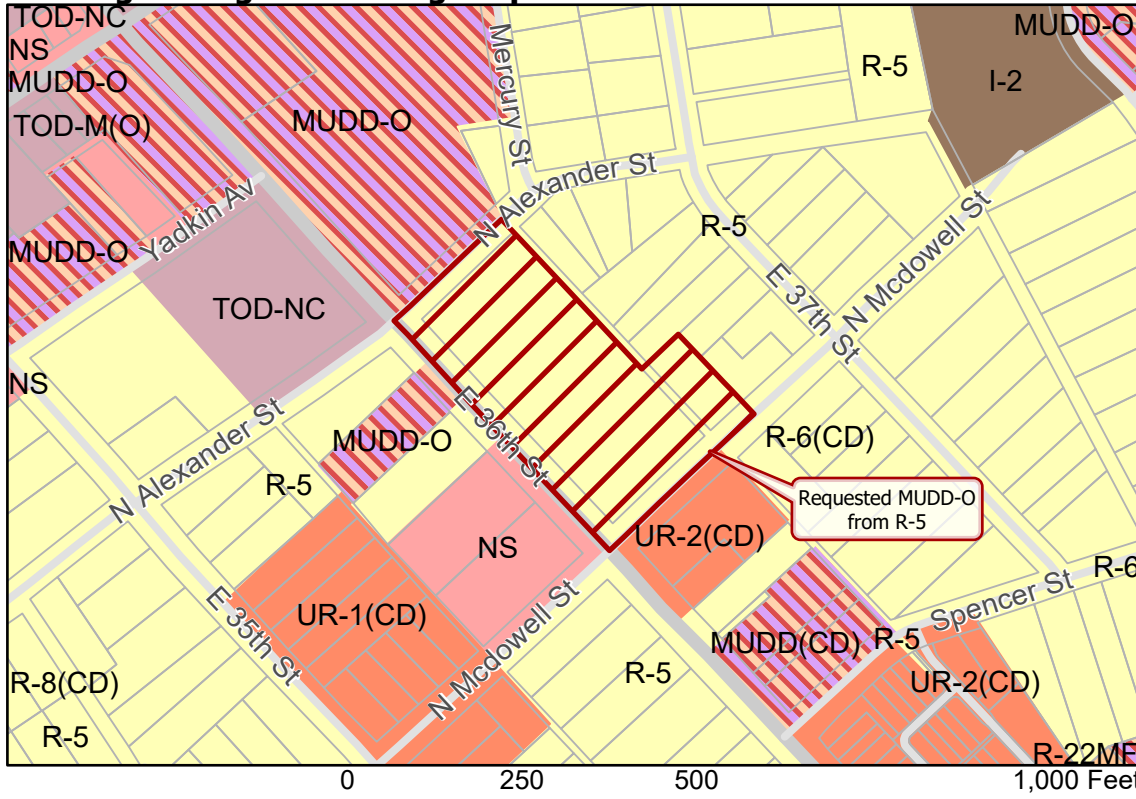 TOD-NC
NS
MUDD-O
TOD-M(O)
MUDD-O
Mercury St
R-5
I-2
MUDD-O
N Alexander St
Yadkin Av
MUDD-O
TOD-NC
R-5
N Mcdowell St
E 37th St
NS
N Alexander St
E 36th St
MUDD-O
R-5
R-6(CD)
Requested MUDD-O
from R-5
NS
UR-2(CD)
R-6
Spencer St
UR-1(CD)
E 35th St
N Mcdowell St
MUDD(CD)
R-5
R-5
UR-2(CD)
R-8(CD)
R-5
R-22MF
0 250 500 1,000 Feet